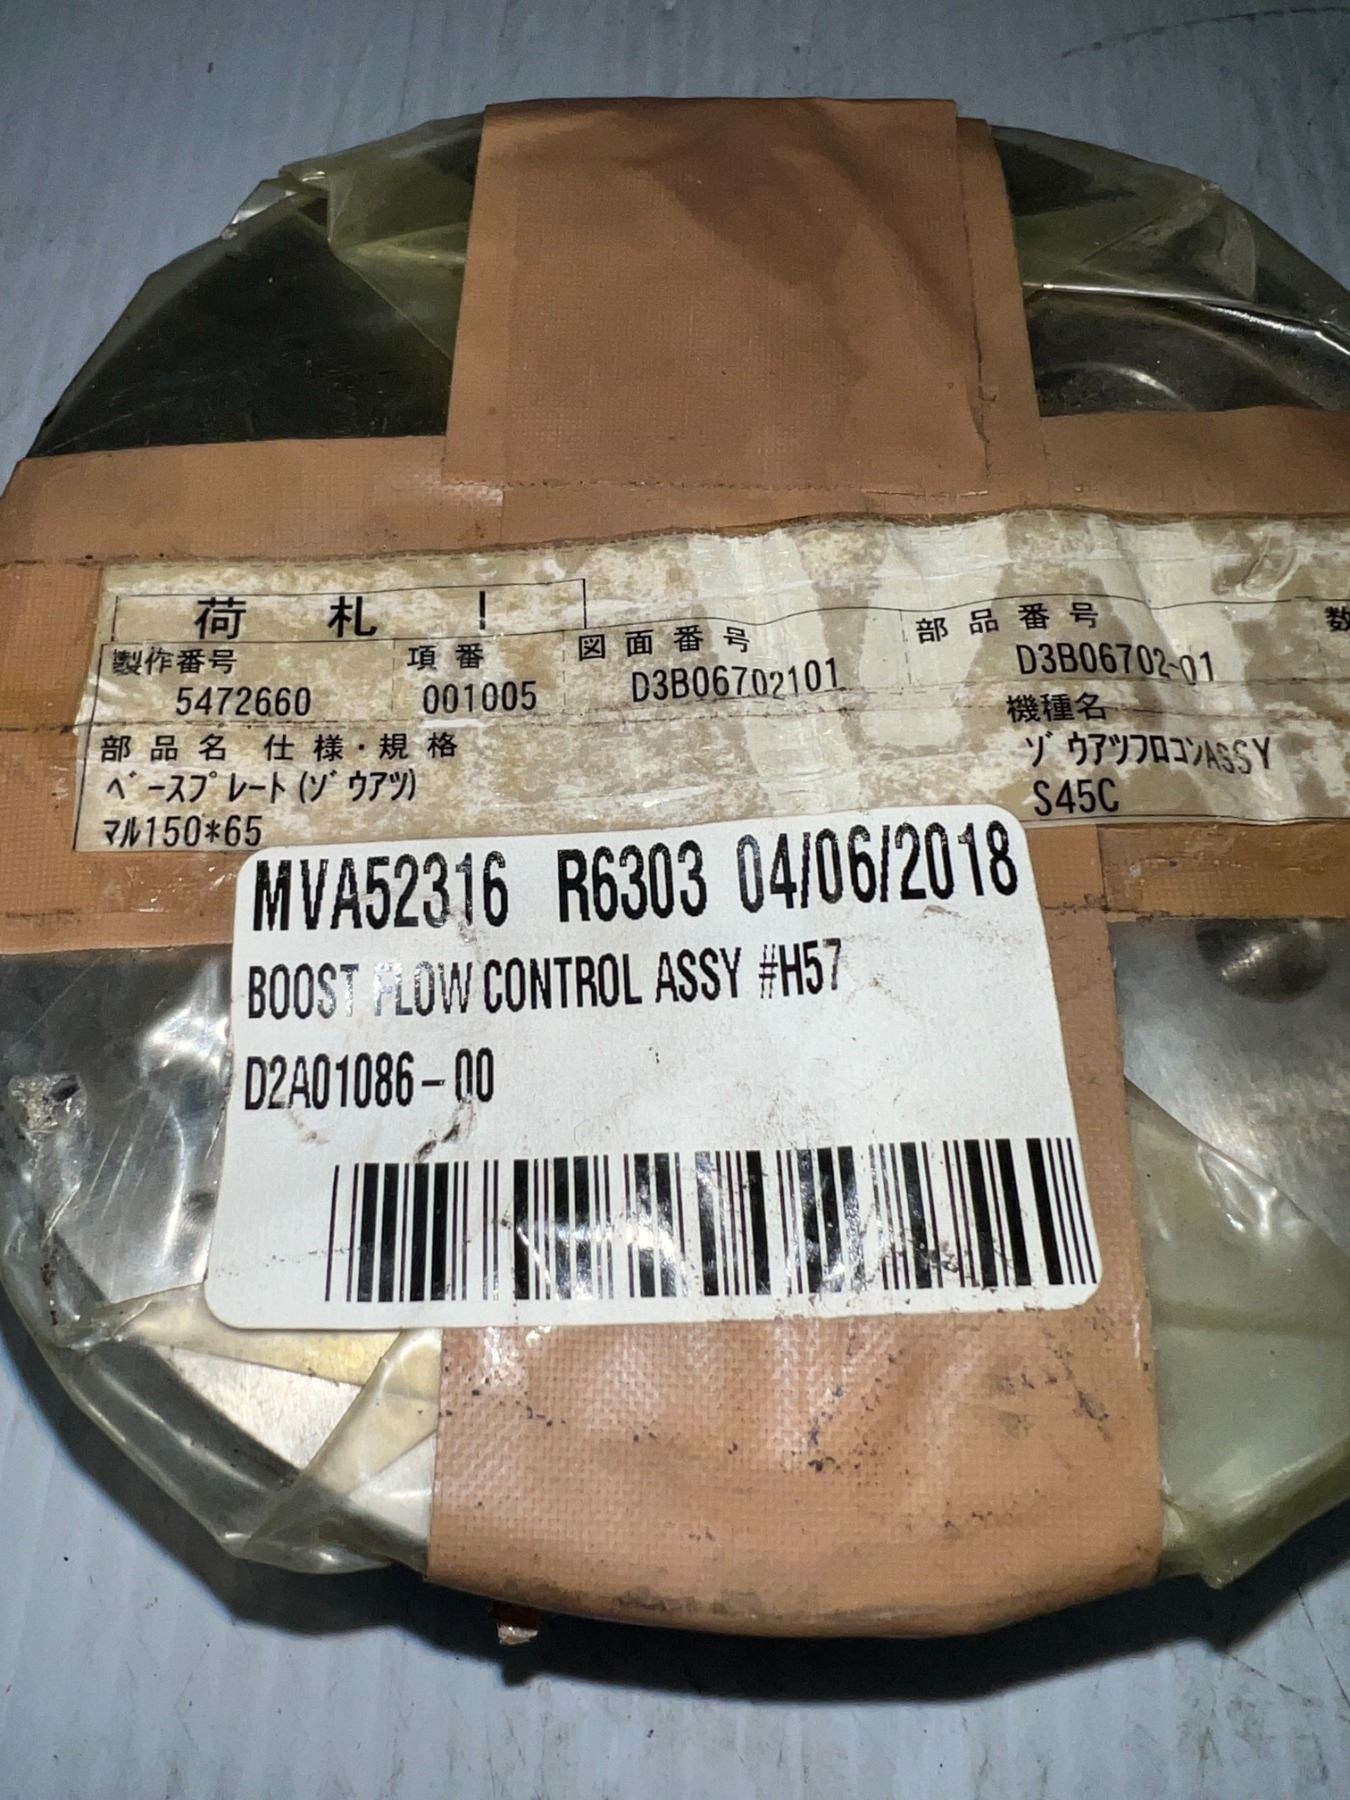 荷 札 !
製作番号 項番 図面番号 部品番号 数
5472660 001005 D3B06702101 D3B06702-01
部品名 仕様・規格 機種名
ﾍﾞｰｽﾌﾟﾚｰﾄ(ｿﾞｳｱﾂ) ｿﾞｳｱﾂﾌﾛｺﾝASSY
ﾏﾙ150*65 S45C
MVA52316 R6303 04/06/2018
BOOST FLOW CONTROL ASSY #H57
D2A01086-00